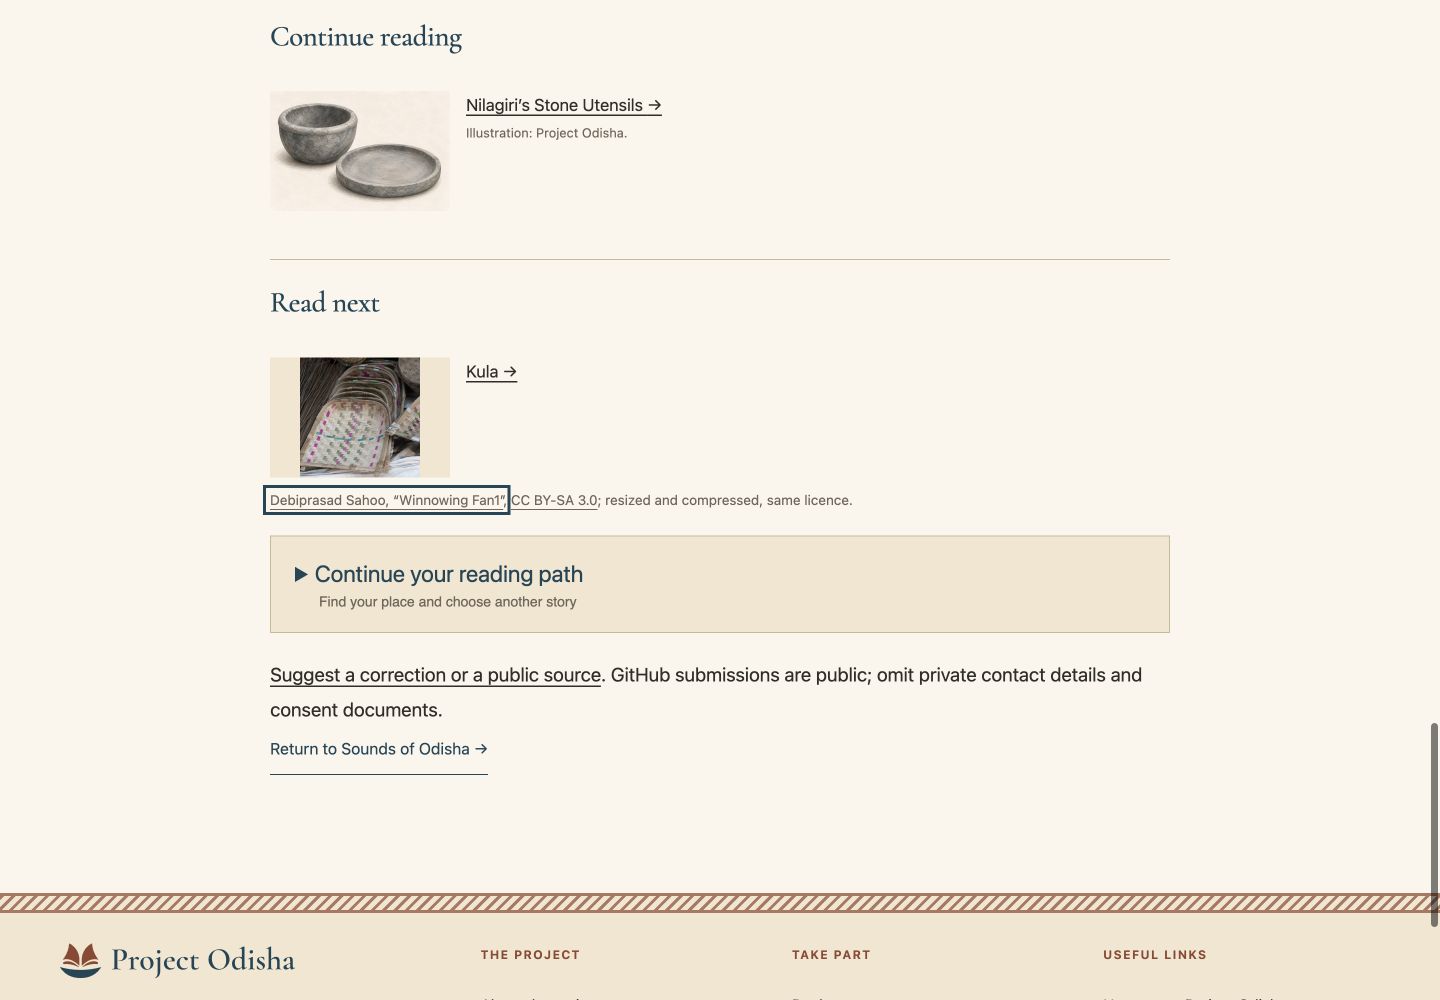 Continue reading
Nilagiri’s Stone Utensils →
Illustration: Project Odisha.
Read next
Kula →
Debiprasad Sahoo, “Winnowing Fan1”, CC BY-SA 3.0; resized and compressed, same licence.
▶ Continue your reading path
Find your place and choose another story
Suggest a correction or a public source. GitHub submissions are public; omit private contact details and
consent documents.
Return to Sounds of Odisha →
Project Odisha
THE PROJECT
TAKE PART
USEFUL LINKS